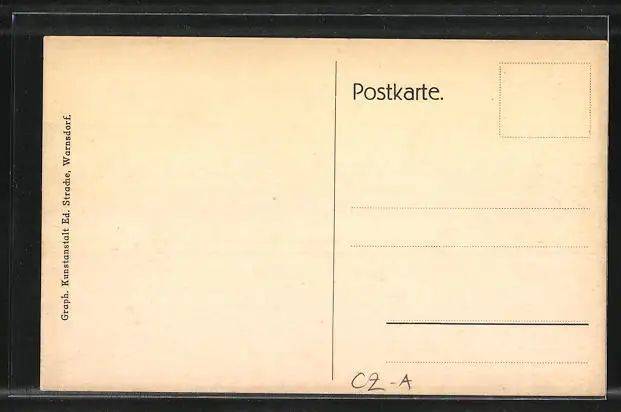 Graph. Kunstanstalt Ed. Strache, Warnsdorf.
Postkarte.
CZ-A